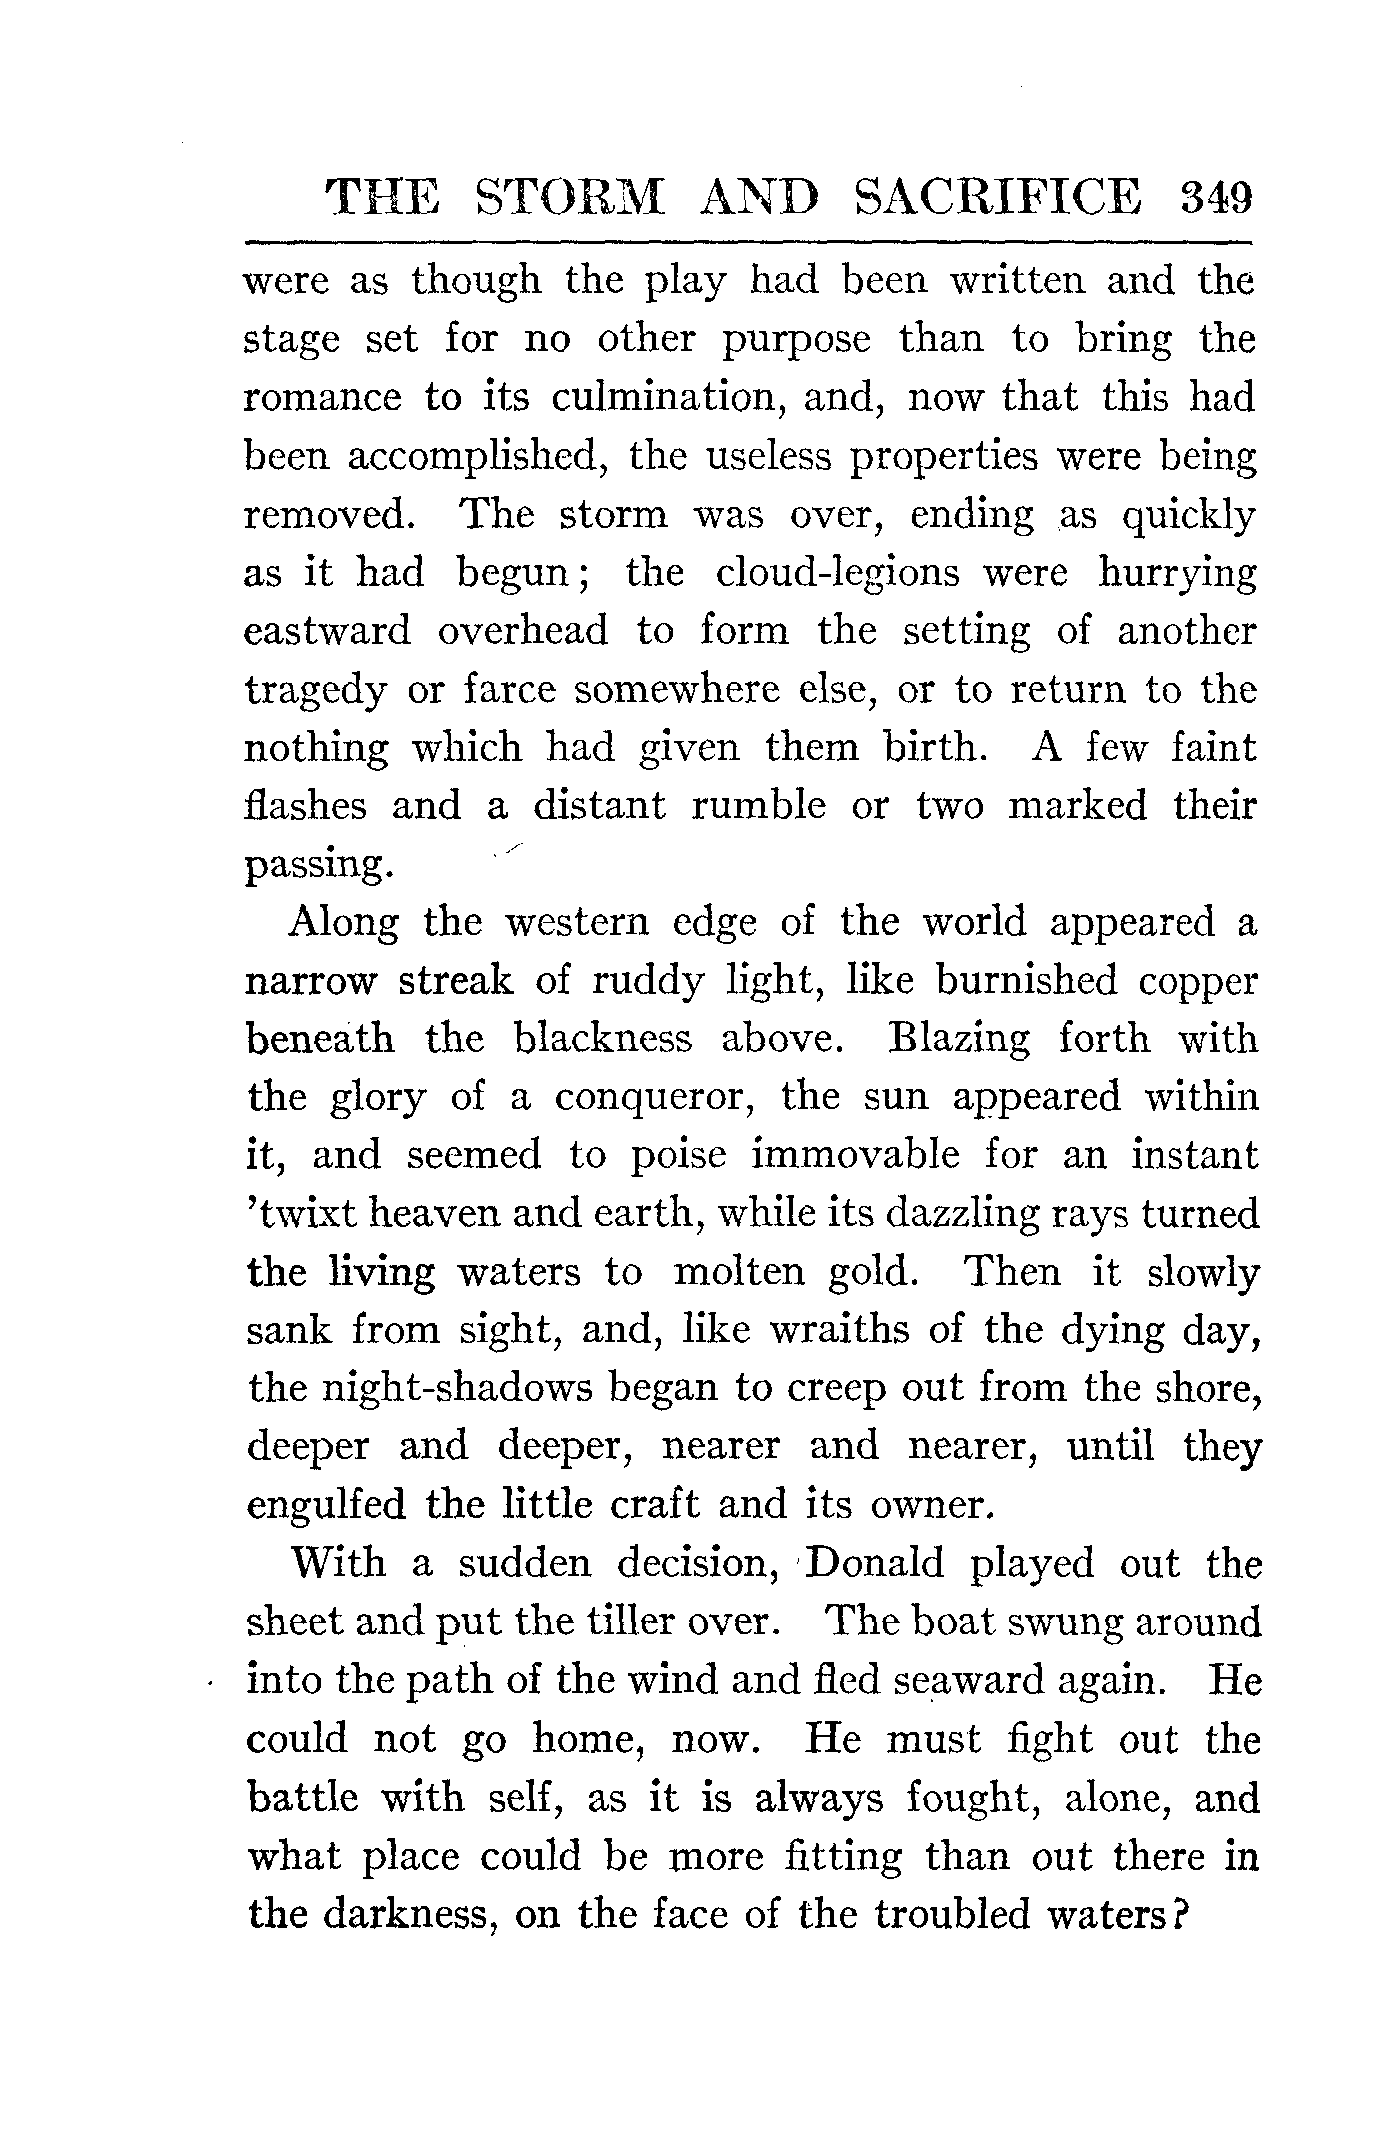 THE STORM AND SACRIFICE 349
were as though the play had been written and the
stage set for no other purpose than to bring the
romance to its culmination, and, now that this had
been accomplished, the useless properties were being
removed. The storm was over, ending as quickly
as it had begun; the cloud-legions were hurrying
eastward overhead to form the setting of another
tragedy or farce somewhere else, or to return to the
nothing which had given them birth. A few faint
flashes and a distant rumble or two marked their
passing.
Along the western edge of the world appeared a
narrow streak of ruddy light, like burnished copper
beneath the blackness above. Blazing forth with
the glory of a conqueror, the sun appeared within
it, and seemed to poise immovable for an instant
'twixt heaven and earth, while its dazzling rays turned
the living waters to molten gold. Then it slowly
sank from sight, and, like wraiths of the dying day,
the night-shadows began to creep out from the shore,
deeper and deeper, nearer and nearer, until they
engulfed the little craft and its owner.
With a sudden decision, Donald played out the
sheet and put the tiller over. The boat swung around
into the path of the wind and fled seaward again. He
could not go home, now. He must fight out the
battle with self, as it is always fought, alone, and
what place could be more fitting than out there in
the darkness, on the face of the troubled waters?